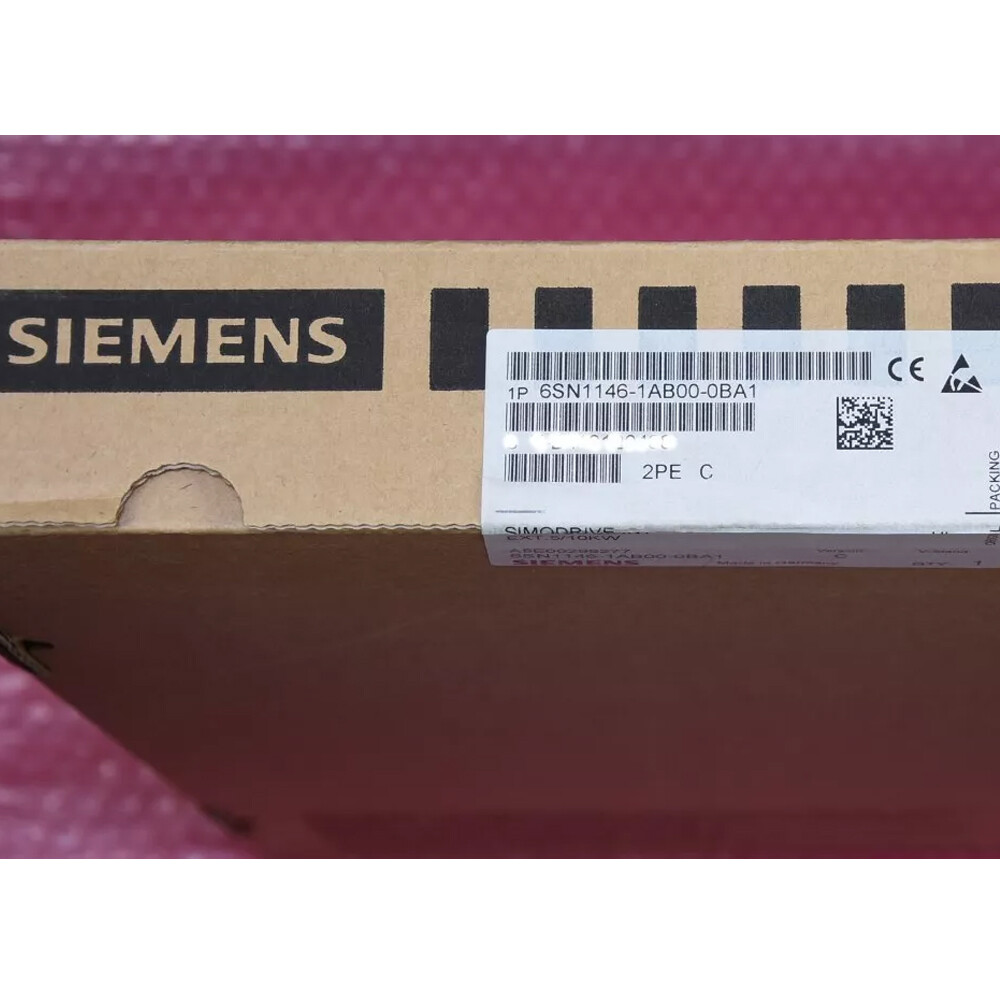 SIEMENS
1P 6SN1146-1AB00-0BA1
CE
2PE C
PACKING
SIMODRIVE
EXT.5/10KW
A5E00299277
6SN1146-1AB00-0BA1
C
SIEMENS
Made in Germany
QTY 1